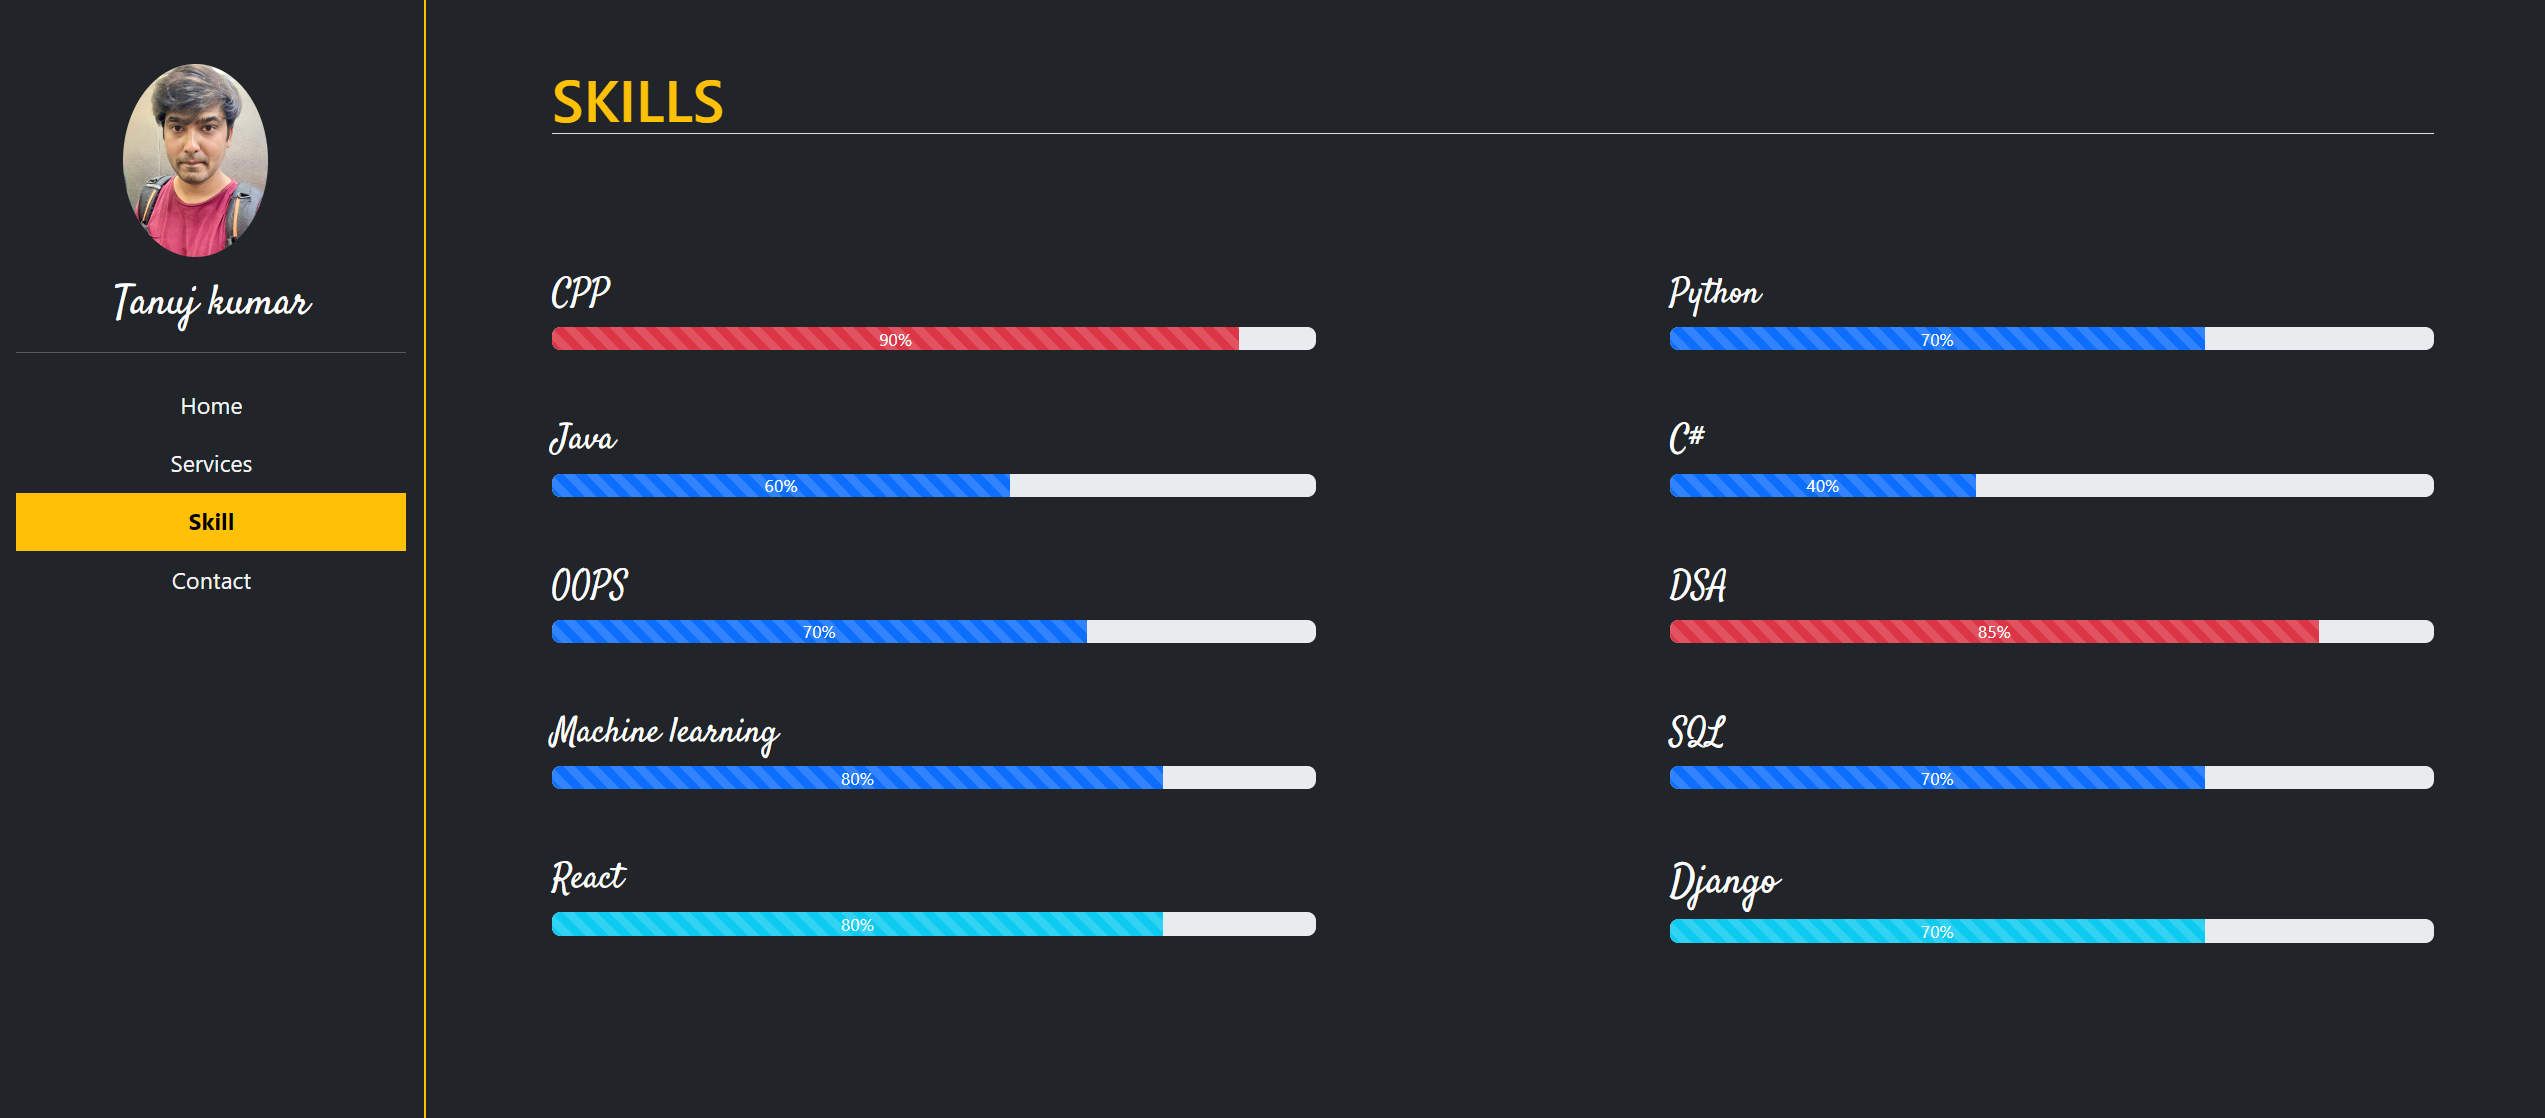 Tanuj kumar
Home
Services
Skill
Contact
SKILLS
CPP
90%
Python
70%
Java
60%
C#
40%
OOPS
70%
DSA
85%
Machine learning
80%
SQL
70%
React
80%
Django
70%